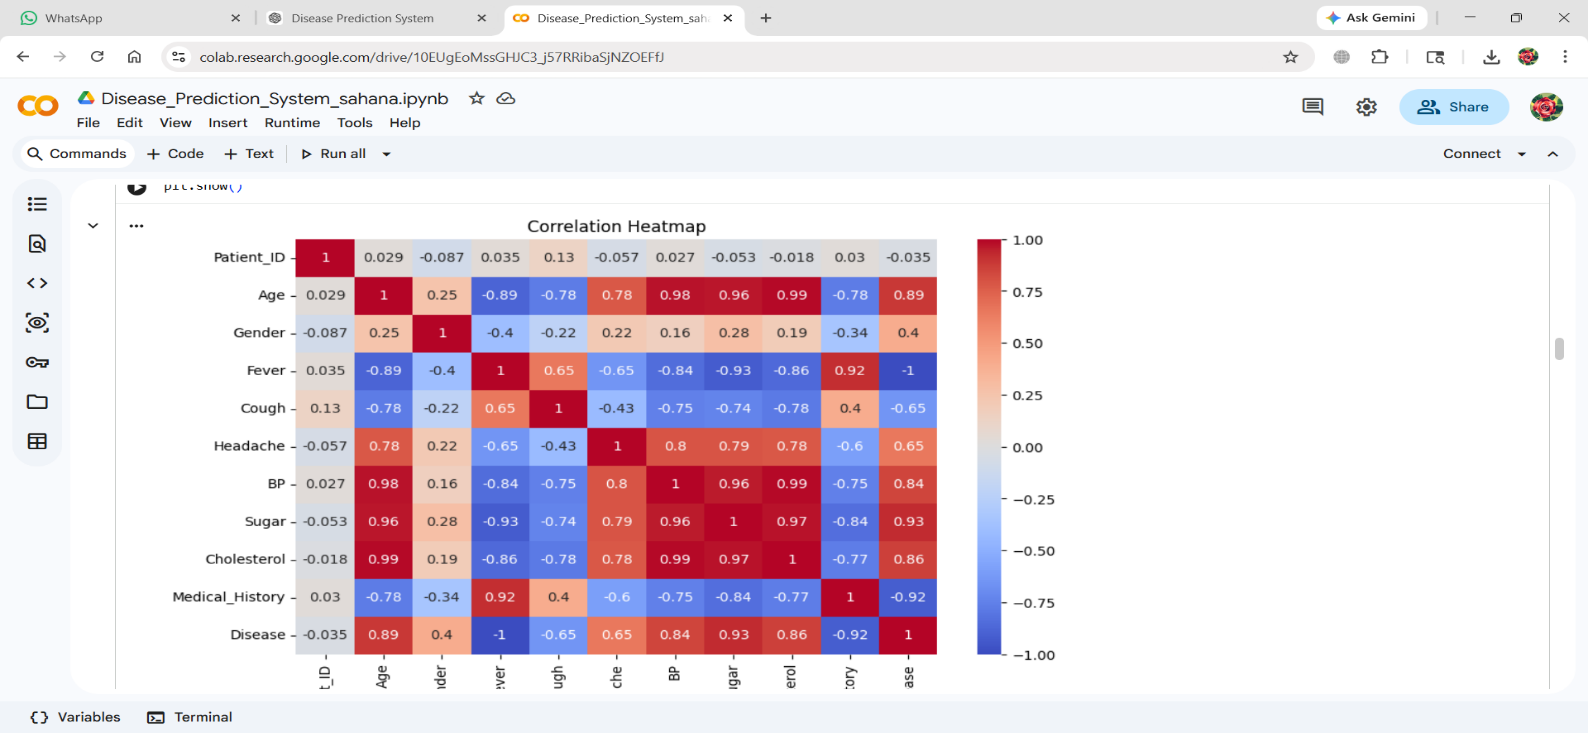 WhatsApp
Disease Prediction System
Disease_Prediction_System_saha
Ask Gemini
colab.research.google.com/drive/10EUgEoMssGHJC3_j57RRibaSjNZOEFfJ
Disease_Prediction_System_sahana.ipynb
File Edit View Insert Runtime Tools Help
Share
Commands + Code + Text Run all
Connect
plt.show()
Correlation Heatmap
Patient_ID 1 0.029 -0.087 0.035 0.13 -0.057 0.027 -0.053 -0.018 0.03 -0.035
Age 0.029 1 0.25 -0.89 -0.78 0.78 0.98 0.96 0.99 -0.78 0.89
Gender -0.087 0.25 1 -0.4 -0.22 0.22 0.16 0.28 0.19 -0.34 0.4
Fever 0.035 -0.89 -0.4 1 0.65 -0.65 -0.84 -0.93 -0.86 0.92 -1
Cough 0.13 -0.78 -0.22 0.65 1 -0.43 -0.75 -0.74 -0.78 0.4 -0.65
Headache -0.057 0.78 0.22 -0.65 -0.43 1 0.8 0.79 0.78 -0.6 0.65
BP 0.027 0.98 0.16 -0.84 -0.75 0.8 1 0.96 0.99 -0.75 0.84
Sugar -0.053 0.96 0.28 -0.93 -0.74 0.79 0.96 1 0.97 -0.84 0.93
Cholesterol -0.018 0.99 0.19 -0.86 -0.78 0.78 0.99 0.97 1 -0.77 0.86
Medical_History 0.03 -0.78 -0.34 0.92 0.4 -0.6 -0.75 -0.84 -0.77 1 -0.92
Disease -0.035 0.89 0.4 -1 -0.65 0.65 0.84 0.93 0.86 -0.92 1
t_ID Age nder ver ugh che BP gar erol ory ase
1.00
0.75
0.50
0.25
0.00
−0.25
−0.50
−0.75
−1.00
Variables Terminal